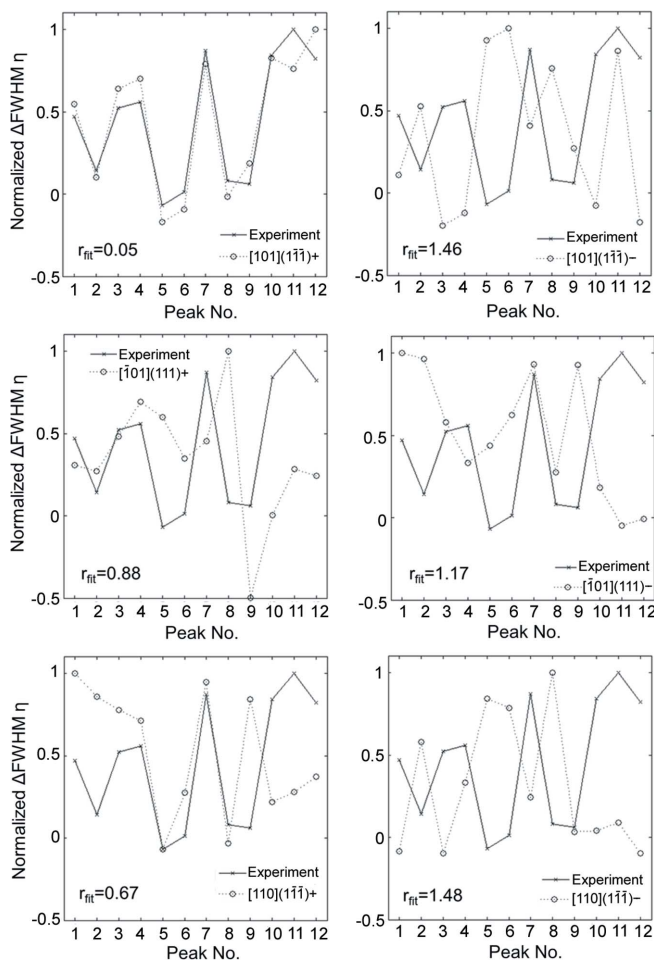 Normalized ΔFWHM η
1
0.5
0
-0.5
Experiment
[101](11̅1̅)+
r_fit=0.05
1 2 3 4 5 6 7 8 9 10 11 12
Peak No.
1
0.5
0
-0.5
Experiment
[101](11̅1̅)−
r_fit=1.46
1 2 3 4 5 6 7 8 9 10 11 12
Peak No.
Normalized ΔFWHM η
1
0.5
0
-0.5
Experiment
[1̅01](111)+
r_fit=0.88
1 2 3 4 5 6 7 8 9 10 11 12
Peak No.
1
0.5
0
-0.5
Experiment
[1̅01](111)−
r_fit=1.17
1 2 3 4 5 6 7 8 9 10 11 12
Peak No.
Normalized ΔFWHM η
1
0.5
0
-0.5
Experiment
[110](11̅1̅)+
r_fit=0.67
1 2 3 4 5 6 7 8 9 10 11 12
Peak No.
1
0.5
0
-0.5
Experiment
[110](11̅1̅)−
r_fit=1.48
1 2 3 4 5 6 7 8 9 10 11 12
Peak No.